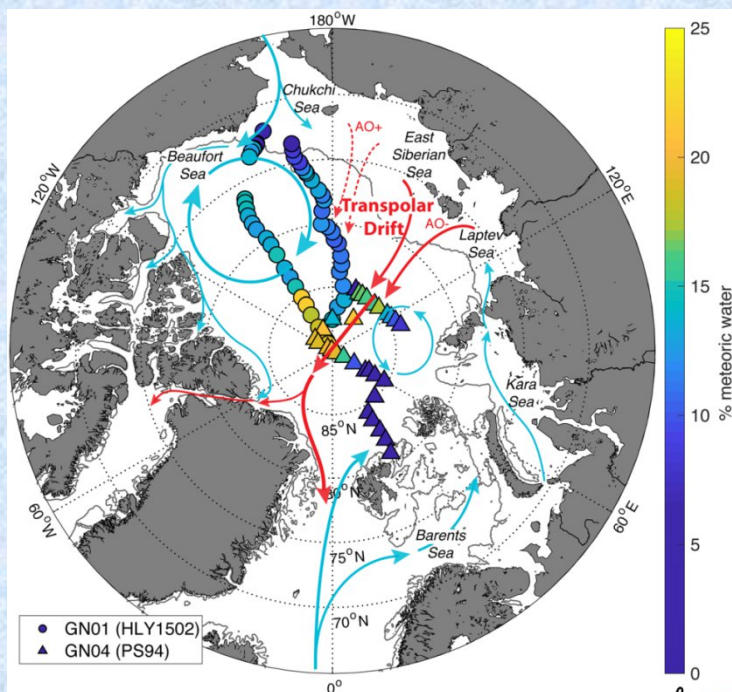 180°W
Chukchi
Sea
AO+
East
Siberian
Sea
Beaufort
Sea
120°W
120°E
Transpolar
Drift
AO-
Laptev
Sea
Kara
Sea
85°N
80°N
60°W
60°E
Barents
Sea
75°N
70°N
0°
GN01 (HLY1502)
GN04 (PS94)
25
20
15
10
5
0
% meteoric water